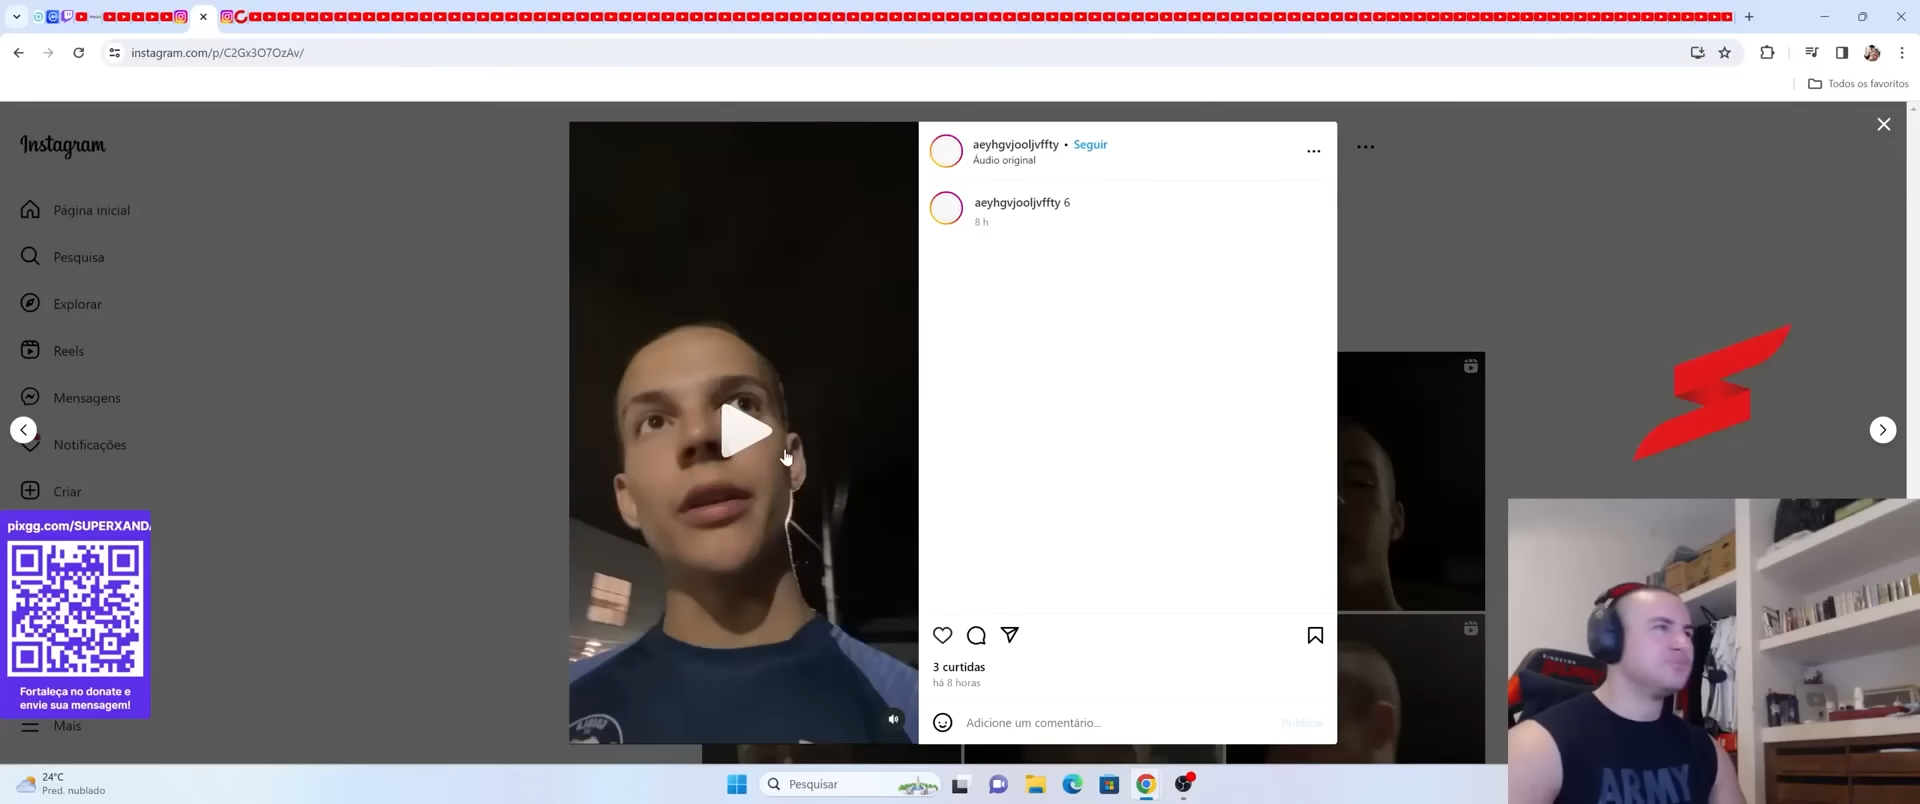 instagram.com/p/C2Gx3O7OzAv/
Todos os favoritos
Instagram
Página inicial
Pesquisa
Explorar
Reels
Mensagens
Notificações
Criar
pixgg.com/SUPERXAND
Fortaleça no donate e
envie sua mensagem!
Mais
aeyhgvjooljvffty • Seguir
Áudio original
aeyhgvjooljvffty 6
8 h
3 curtidas
há 8 horas
Adicione um comentário...
Publicar
ARMY
24°C
Pred. nublado
Pesquisar